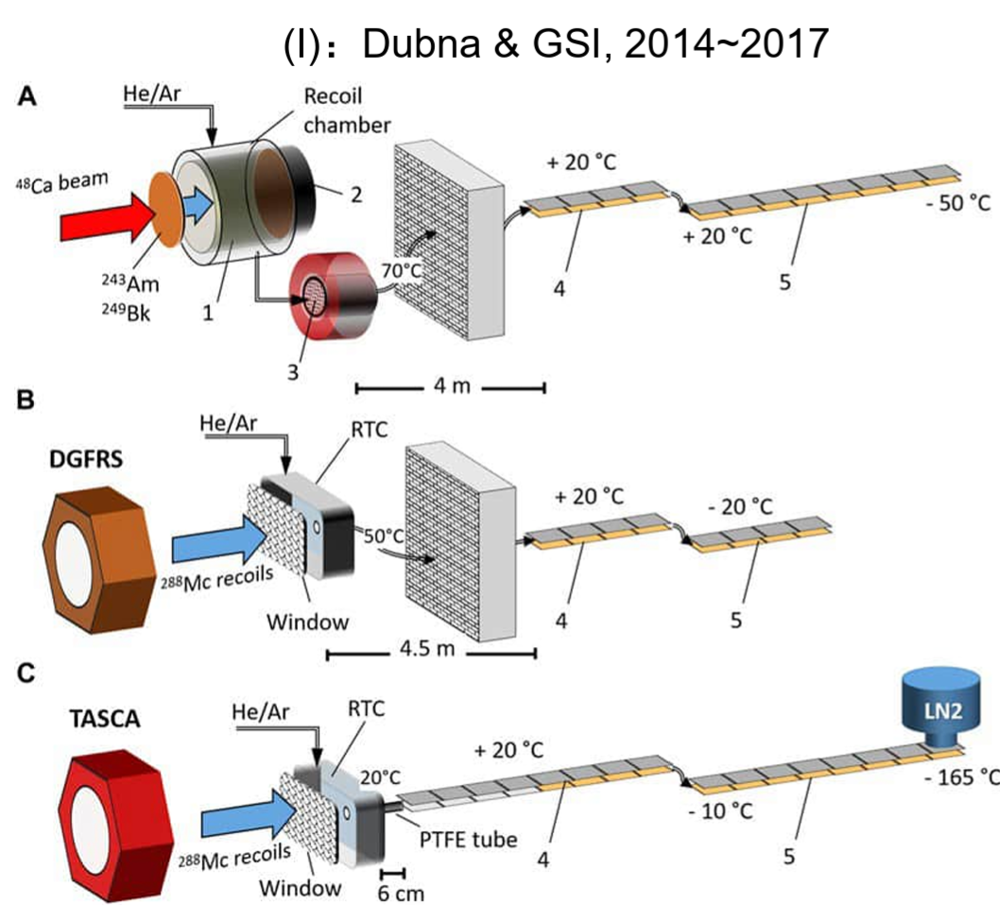 (I)：Dubna & GSI, 2014~2017
A
He/Ar
Recoil
chamber
⁴⁸Ca beam
²⁴³Am
²⁴⁹Bk
1
2
3
70°C
+ 20 °C
4
+ 20 °C
5
- 50 °C
4 m
B
DGFRS
He/Ar
RTC
²⁸⁸Mc recoils
Window
50°C
+ 20 °C
4
- 20 °C
5
4.5 m
C
TASCA
He/Ar
RTC
20°C
²⁸⁸Mc recoils
Window
PTFE tube
6 cm
+ 20 °C
4
- 10 °C
5
LN2
- 165 °C